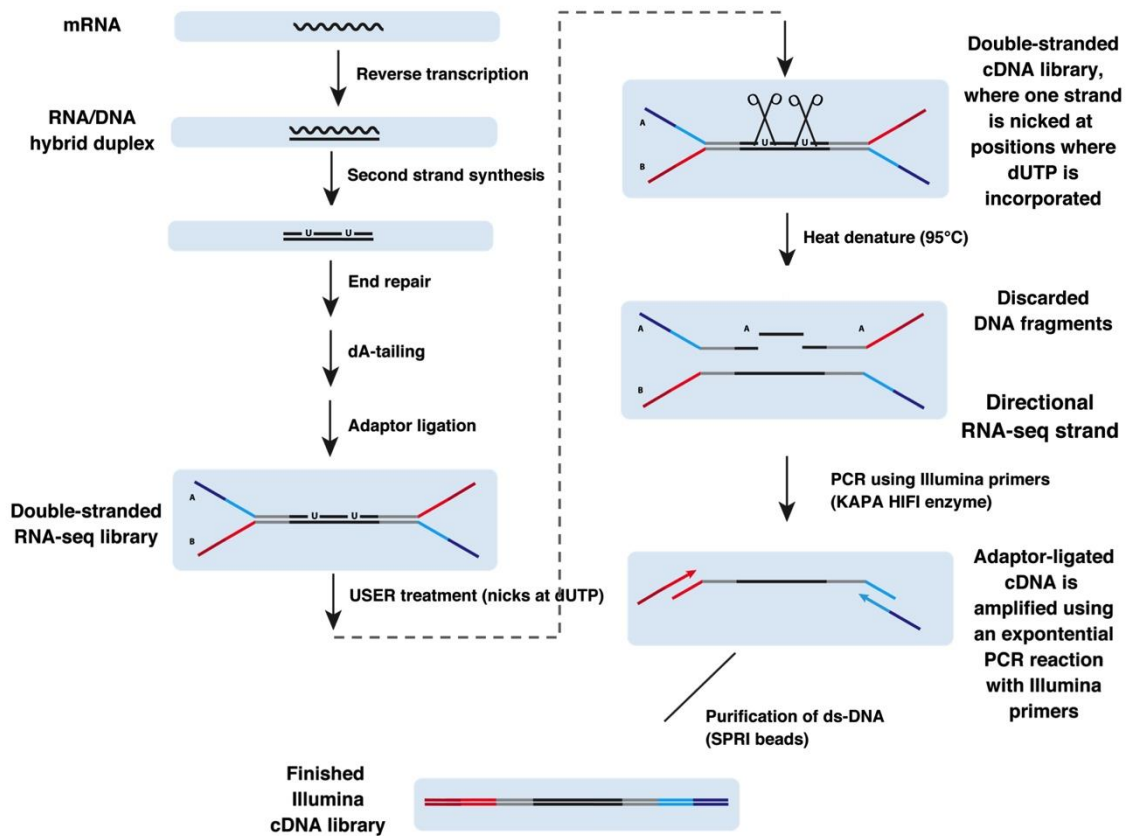 mRNA
Reverse transcription
RNA/DNA
hybrid duplex
Second strand synthesis
U U
End repair
dA-tailing
Adaptor ligation
Double-stranded
RNA-seq library
A
U U
B
USER treatment (nicks at dUTP)
Double-stranded
cDNA library,
where one strand
is nicked at
positions where
dUTP is
incorporated
A
U U
B
Heat denature (95°C)
Discarded
DNA fragments
A A A
B
Directional
RNA-seq strand
PCR using Illumina primers
(KAPA HIFI enzyme)
Adaptor-ligated
cDNA is
amplified using
an expontential
PCR reaction
with Illumina
primers
Purification of ds-DNA
(SPRI beads)
Finished
Illumina
cDNA library